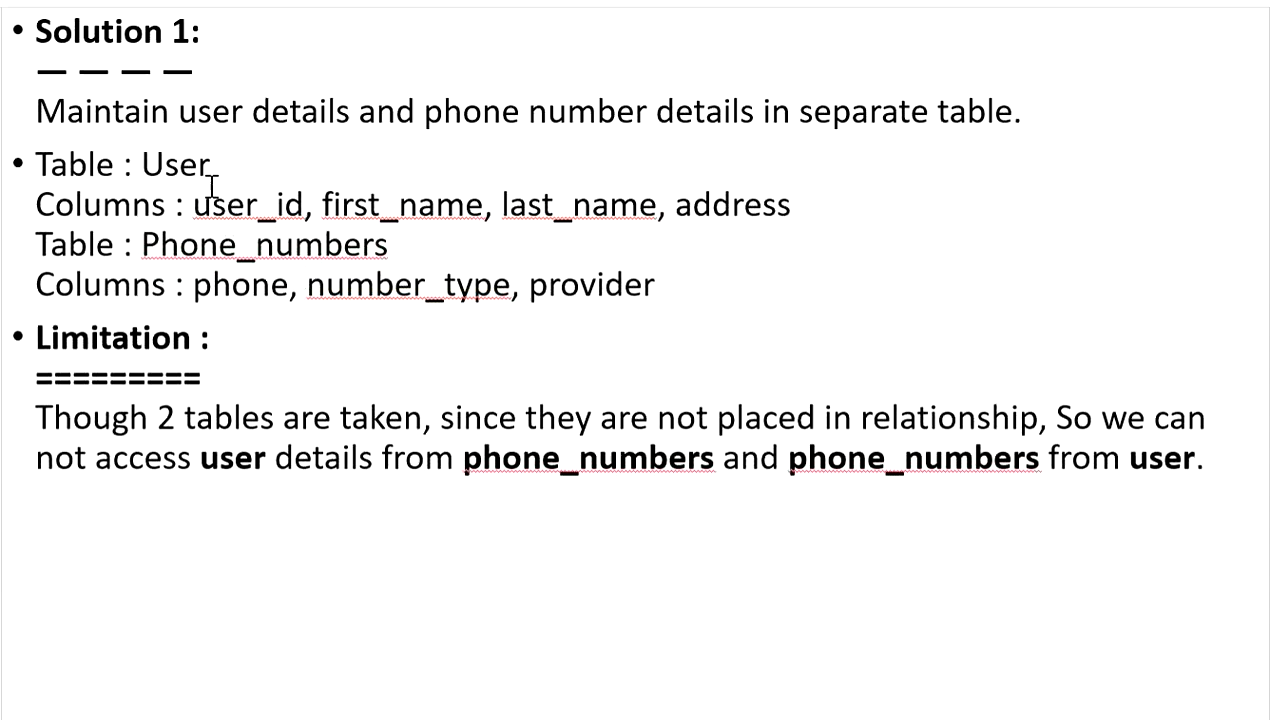 • Solution 1:
— — — —
Maintain user details and phone number details in separate table.
• Table : User
Columns : user_id, first_name, last_name, address
Table : Phone_numbers
Columns : phone, number_type, provider
• Limitation :
=========
Though 2 tables are taken, since they are not placed in relationship, So we can
not access user details from phone_numbers and phone_numbers from user.